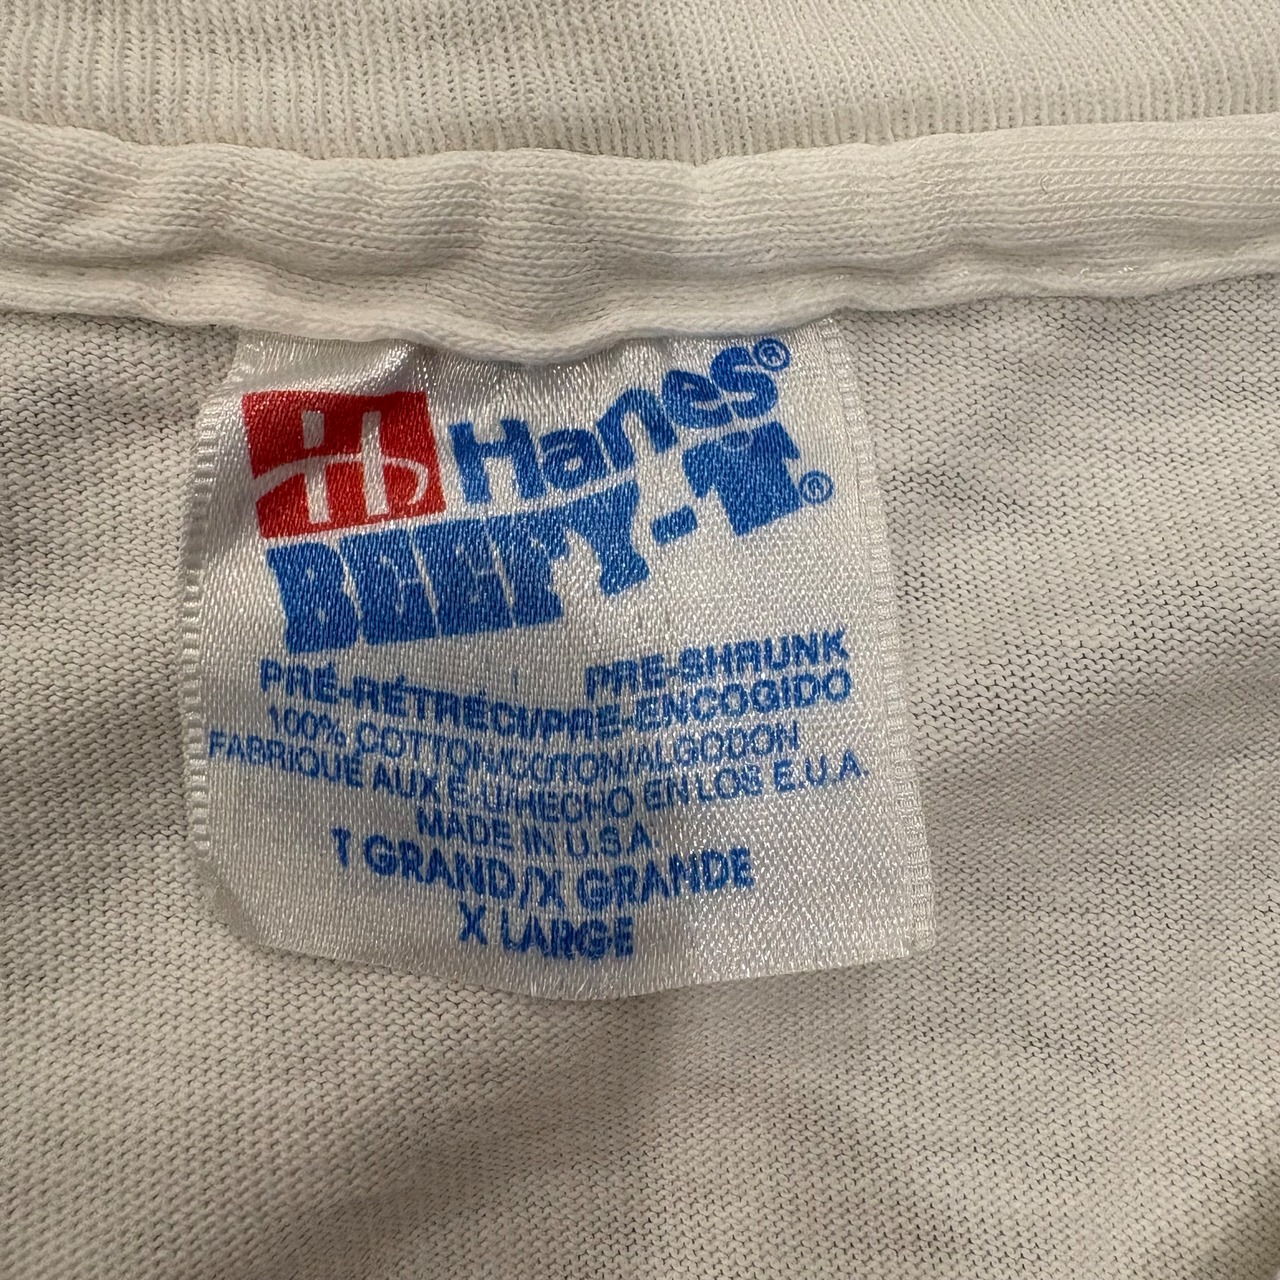 Hanes®
BEEFY-T®
PRE-SHRUNK
PRÉ-RÉTRÉCI/PRE-ENCOGIDO
100% COTTON/COTON/ALGODON
FABRIQUÉ AUX É.-U/HECHO EN LOS E.U.A.
MADE IN U.S.A
T GRAND/X GRANDE
X LARGE